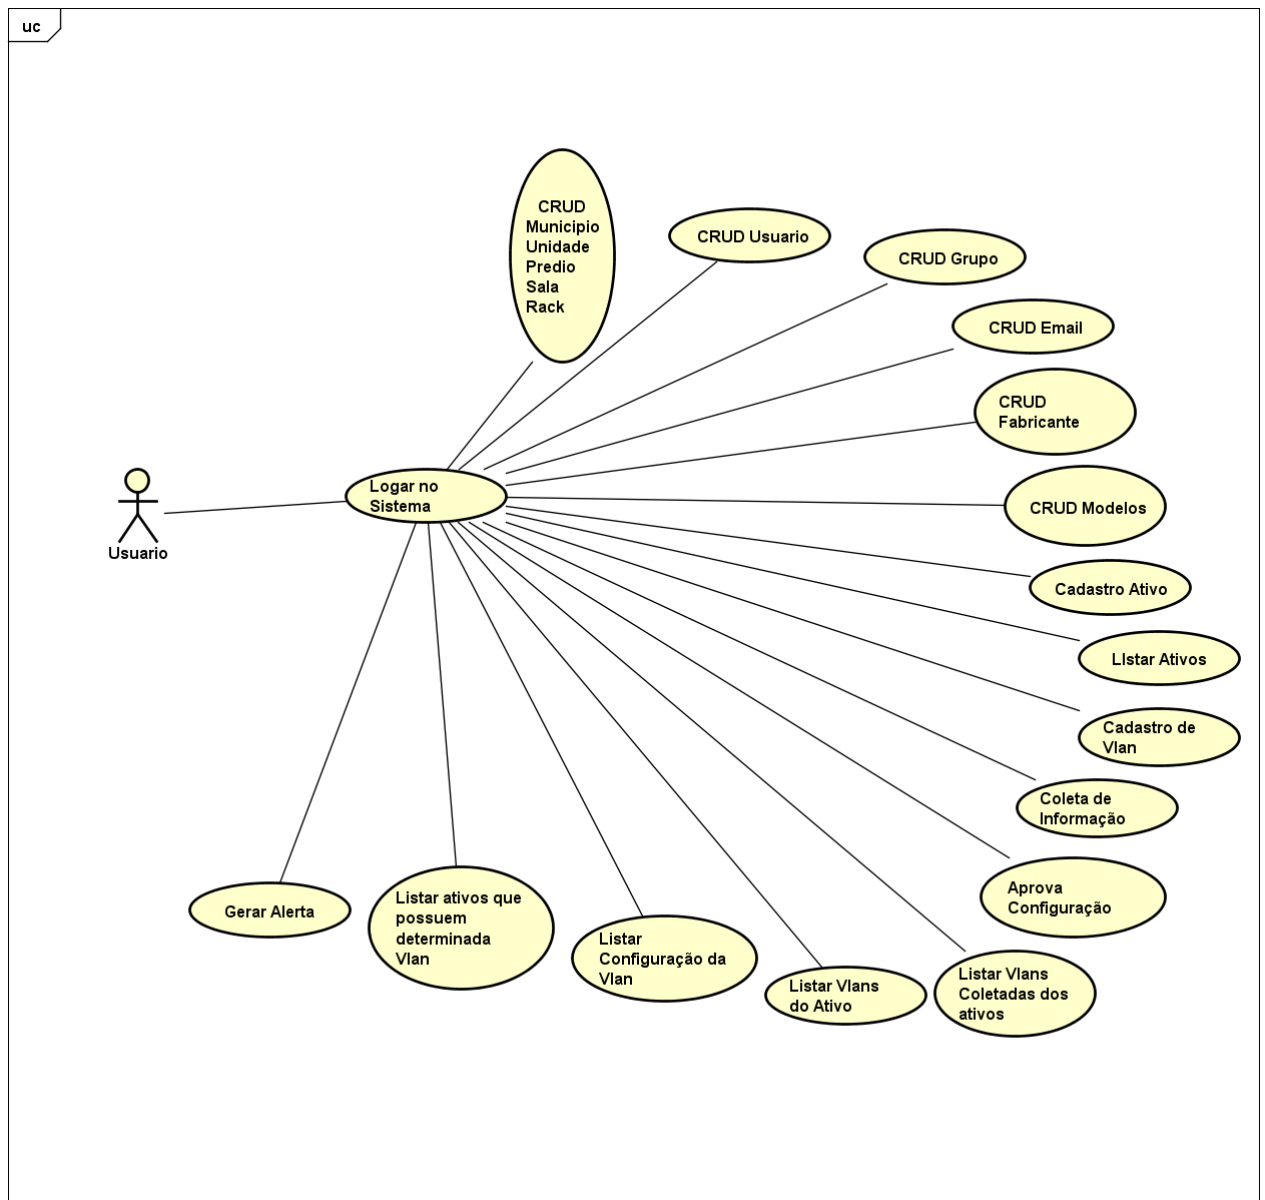 uc
CRUD
Municipio
Unidade
Predio
Sala
Rack
CRUD Usuario
CRUD Grupo
CRUD Email
CRUD
Fabricante
Logar no
Sistema
CRUD Modelos
Usuario
Cadastro Ativo
LIstar Ativos
Cadastro de
Vlan
Coleta de
Informação
Aprova
Configuração
Gerar Alerta
Listar ativos que
possuem
determinada
Vlan
Listar
Configuração da
Vlan
Listar Vlans
do Ativo
Listar Vlans
Coletadas dos
ativos